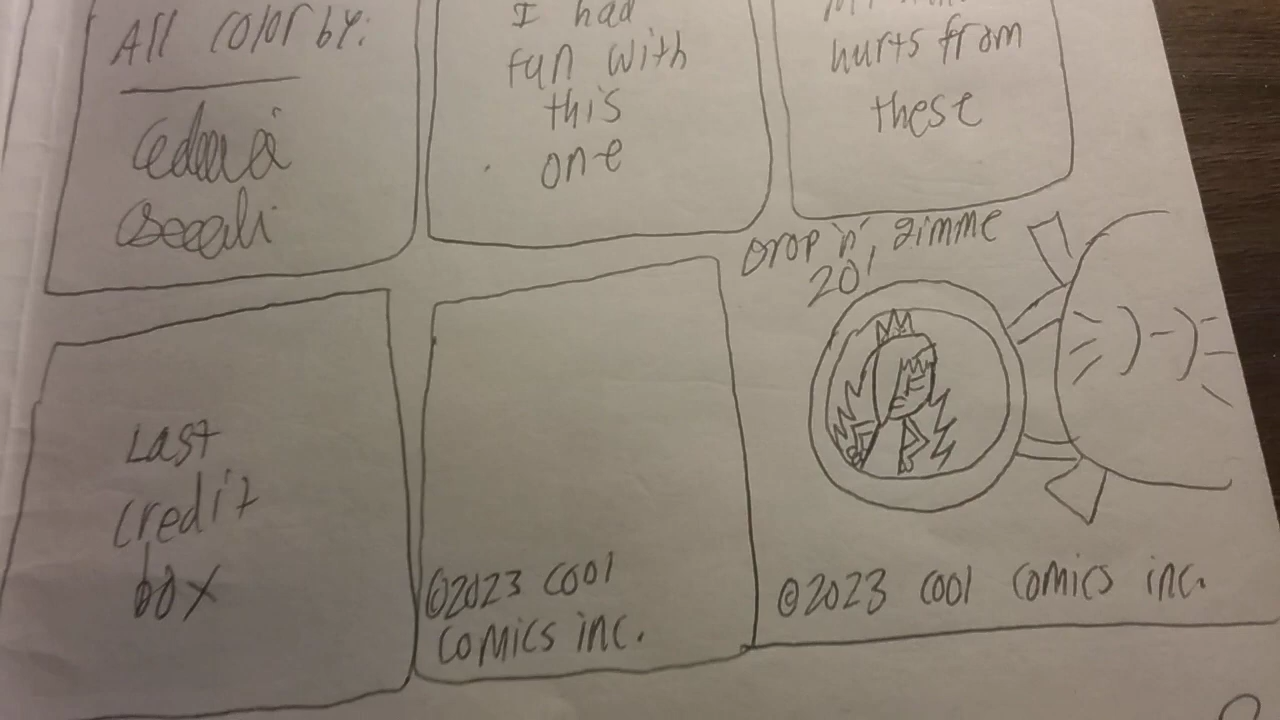 All color by:
I had
fun with
this
one
hurts from
these
Drop 'n', gimme
20!
Last
credit
box
©2023 cool
comics inc.
©2023 cool comics inc.